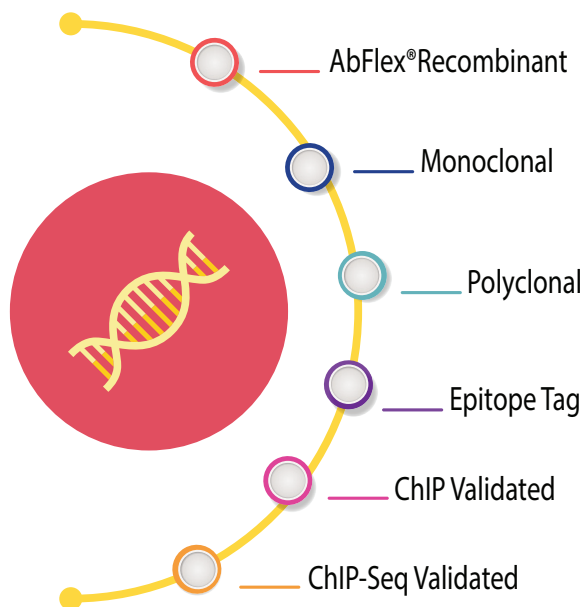 AbFlex®Recombinant
Monoclonal
Polyclonal
Epitope Tag
ChIP Validated
ChIP-Seq Validated